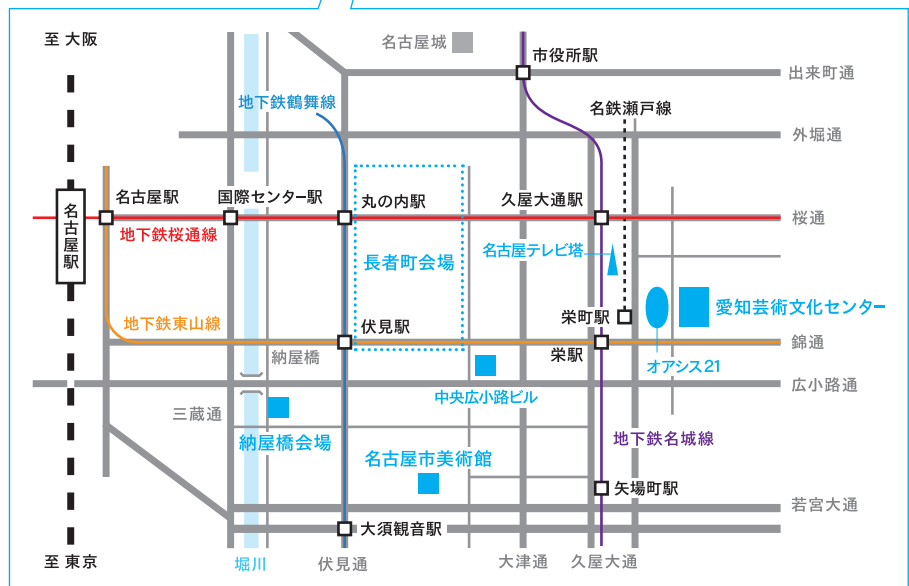 至 大阪
名古屋城
市役所駅
出来町通
地下鉄鶴舞線
名鉄瀬戸線
外堀通
名古屋駅
名古屋駅
国際センター駅
丸の内駅
久屋大通駅
桜通
地下鉄桜通線
名古屋テレビ塔
長者町会場
愛知芸術文化センター
栄町駅
地下鉄東山線
伏見駅
錦通
納屋橋
栄駅
オアシス21
広小路通
中央広小路ビル
三蔵通
納屋橋会場
地下鉄名城線
名古屋市美術館
矢場町駅
若宮大通
大須観音駅
至 東京
堀川
伏見通
大津通
久屋大通